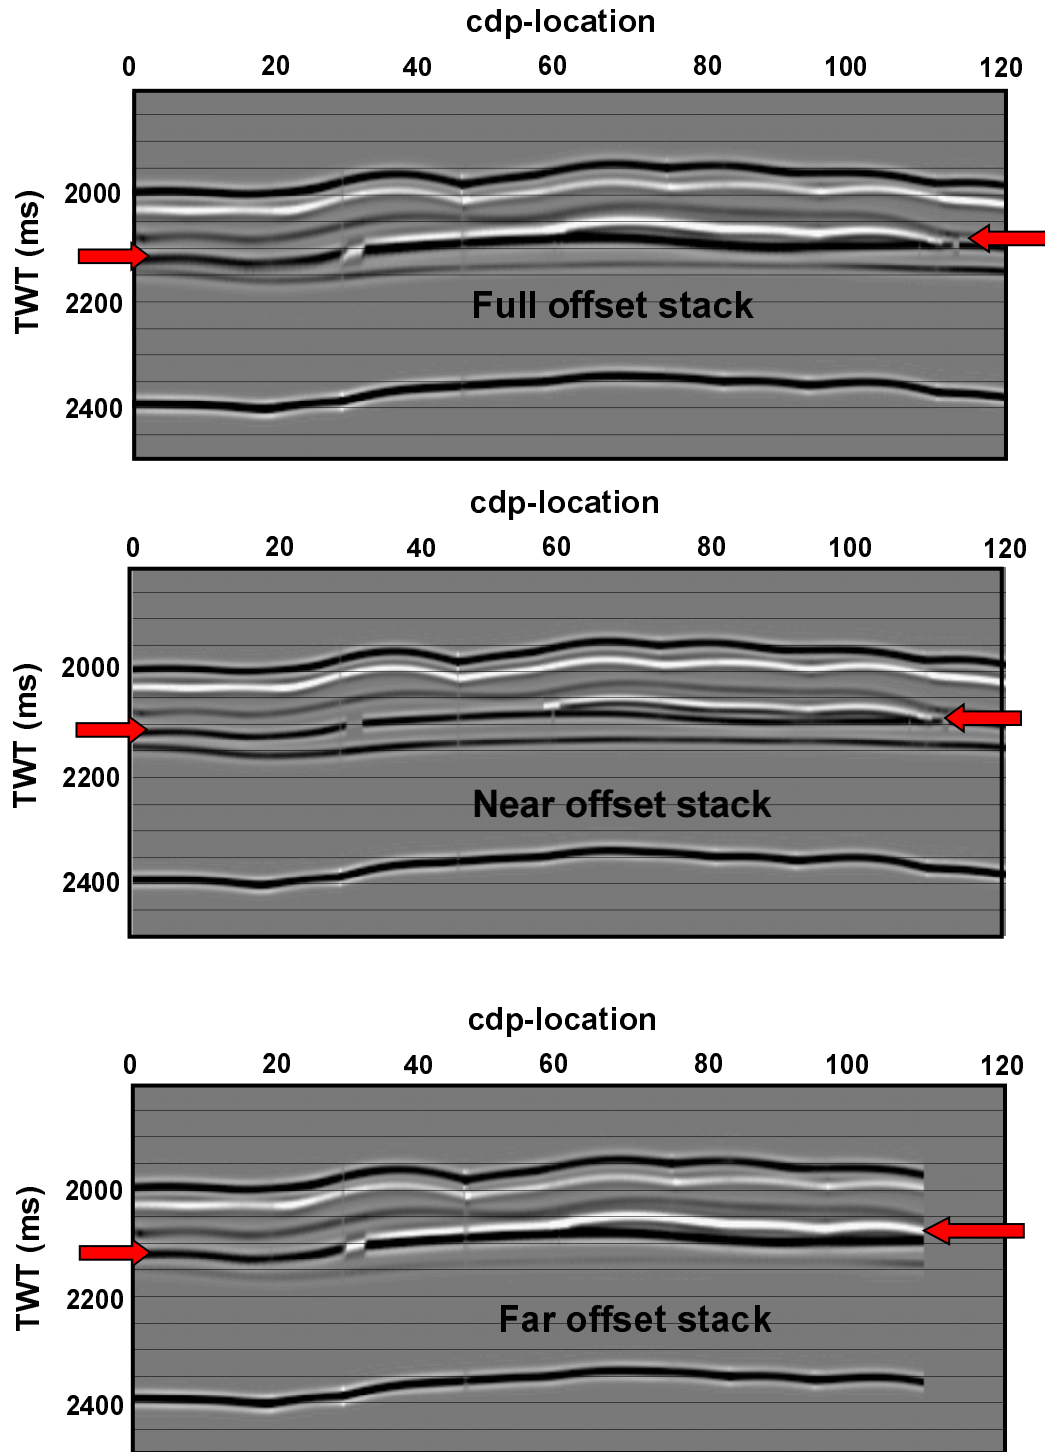 cdp-location
0 20 40 60 80 100 120
TWT (ms)
2000
2200
2400
Full offset stack
cdp-location
0 20 40 60 80 100 120
TWT (ms)
2000
2200
2400
Near offset stack
cdp-location
0 20 40 60 80 100 120
TWT (ms)
2000
2200
2400
Far offset stack